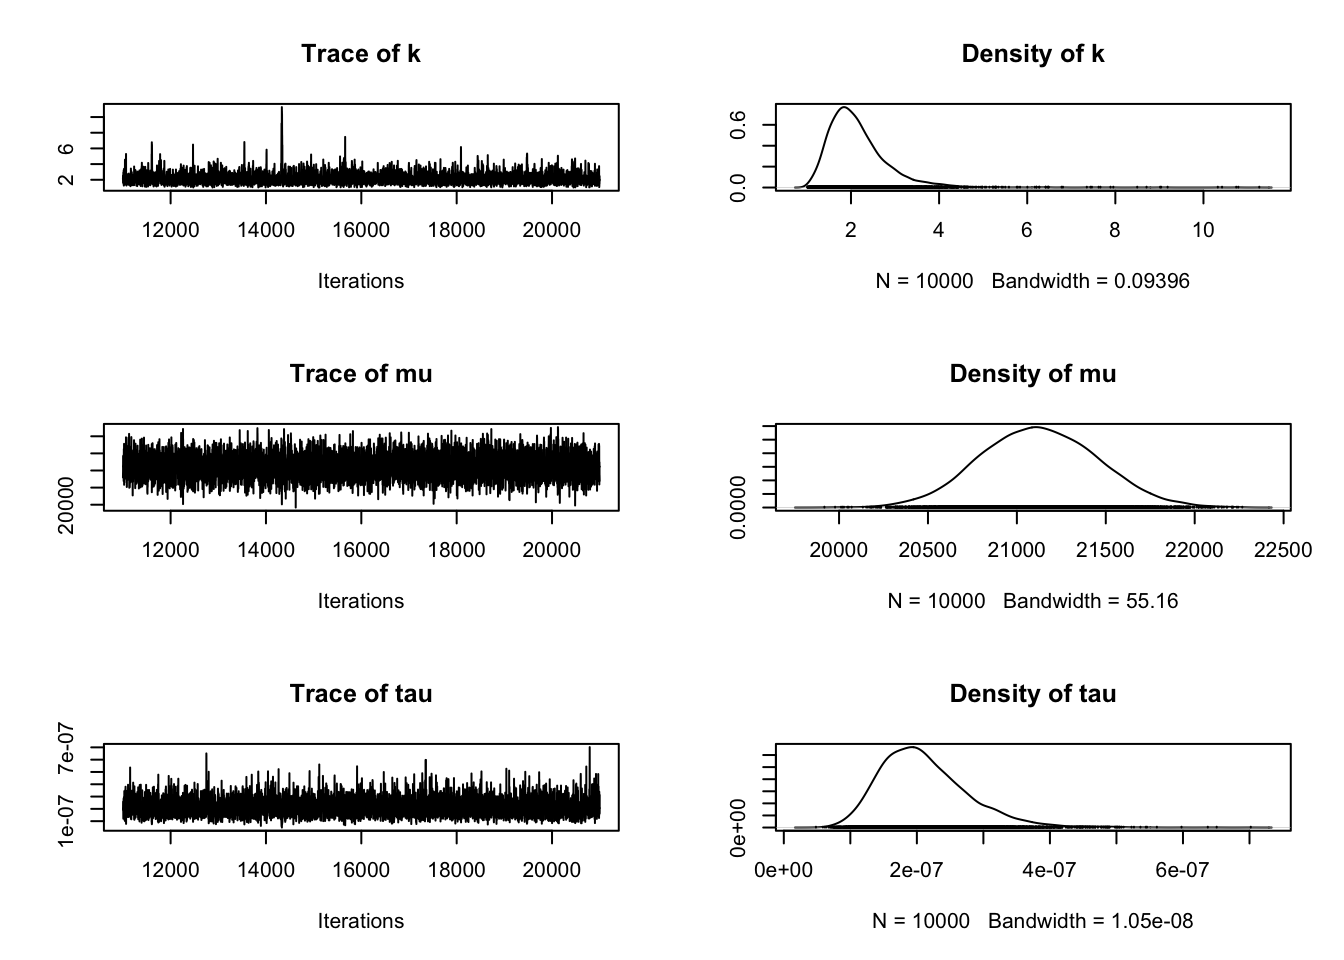 Trace of k
2 6
12000 14000 16000 18000 20000
Iterations
Density of k
0.0 0.6
2 4 6 8 10
N = 10000 Bandwidth = 0.09396
Trace of mu
20000
12000 14000 16000 18000 20000
Iterations
Density of mu
0.0000
20000 20500 21000 21500 22000 22500
N = 10000 Bandwidth = 55.16
Trace of tau
1e-07 7e-07
12000 14000 16000 18000 20000
Iterations
Density of tau
0e+00
0e+00 2e-07 4e-07 6e-07
N = 10000 Bandwidth = 1.05e-08